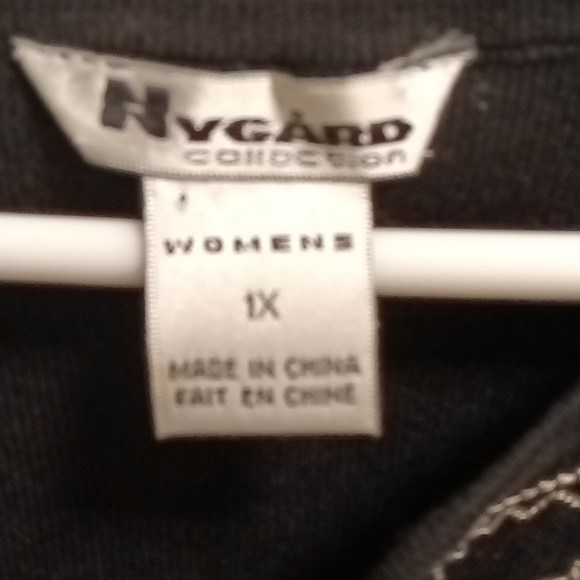 NYGÅRD
COLLECTION
WOMENS
1X
MADE IN CHINA
FAIT EN CHINE